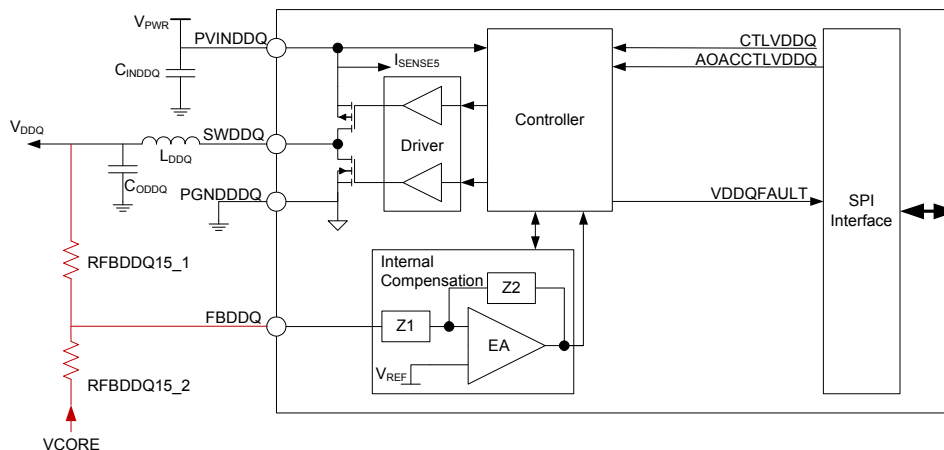 VPWR
PVINDDQ
CTLVDDQ
AOACCTLVDDQ
ISENSE5
CINDDQ
Controller
VDDQ
SWDDQ
LDDQ
Driver
CODDQ
PGNDDDQ
VDDQFAULT
SPI
Interface
RFBDDQ15_1
Internal
Compensation
Z2
FBDDQ
Z1
EA
VREF
RFBDDQ15_2
VCORE